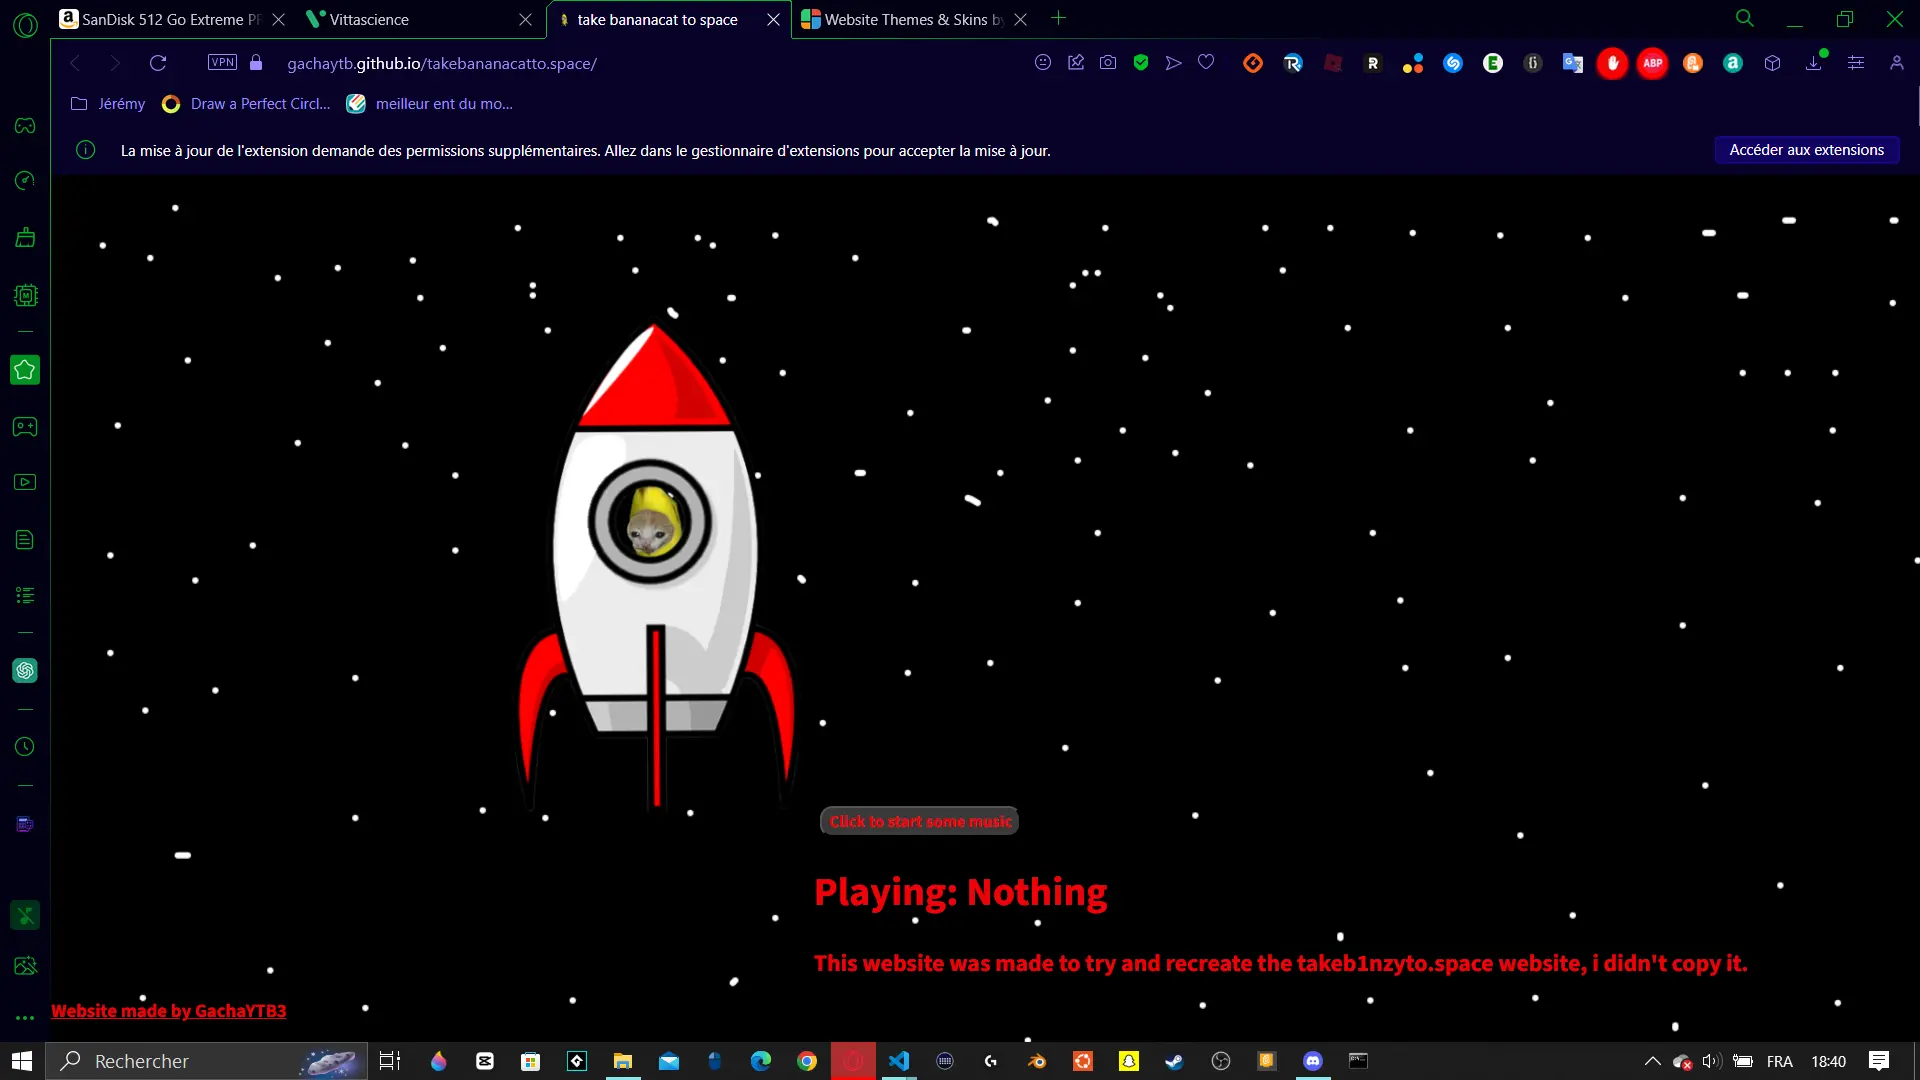 SanDisk 512 Go Extreme PR
Vittascience
take bananacat to space
Website Themes & Skins by
VPN
gachaytb.github.io/takebananacatto.space/
ABP
Jérémy
Draw a Perfect Circl...
meilleur ent du mo...
La mise à jour de l'extension demande des permissions supplémentaires. Allez dans le gestionnaire d'extensions pour accepter la mise à jour.
Accéder aux extensions
Click to start some music
Playing: Nothing
This website was made to try and recreate the takeb1nzyto.space website, i didn't copy it.
Website made by GachaYTB3
Rechercher
FRA
18:40